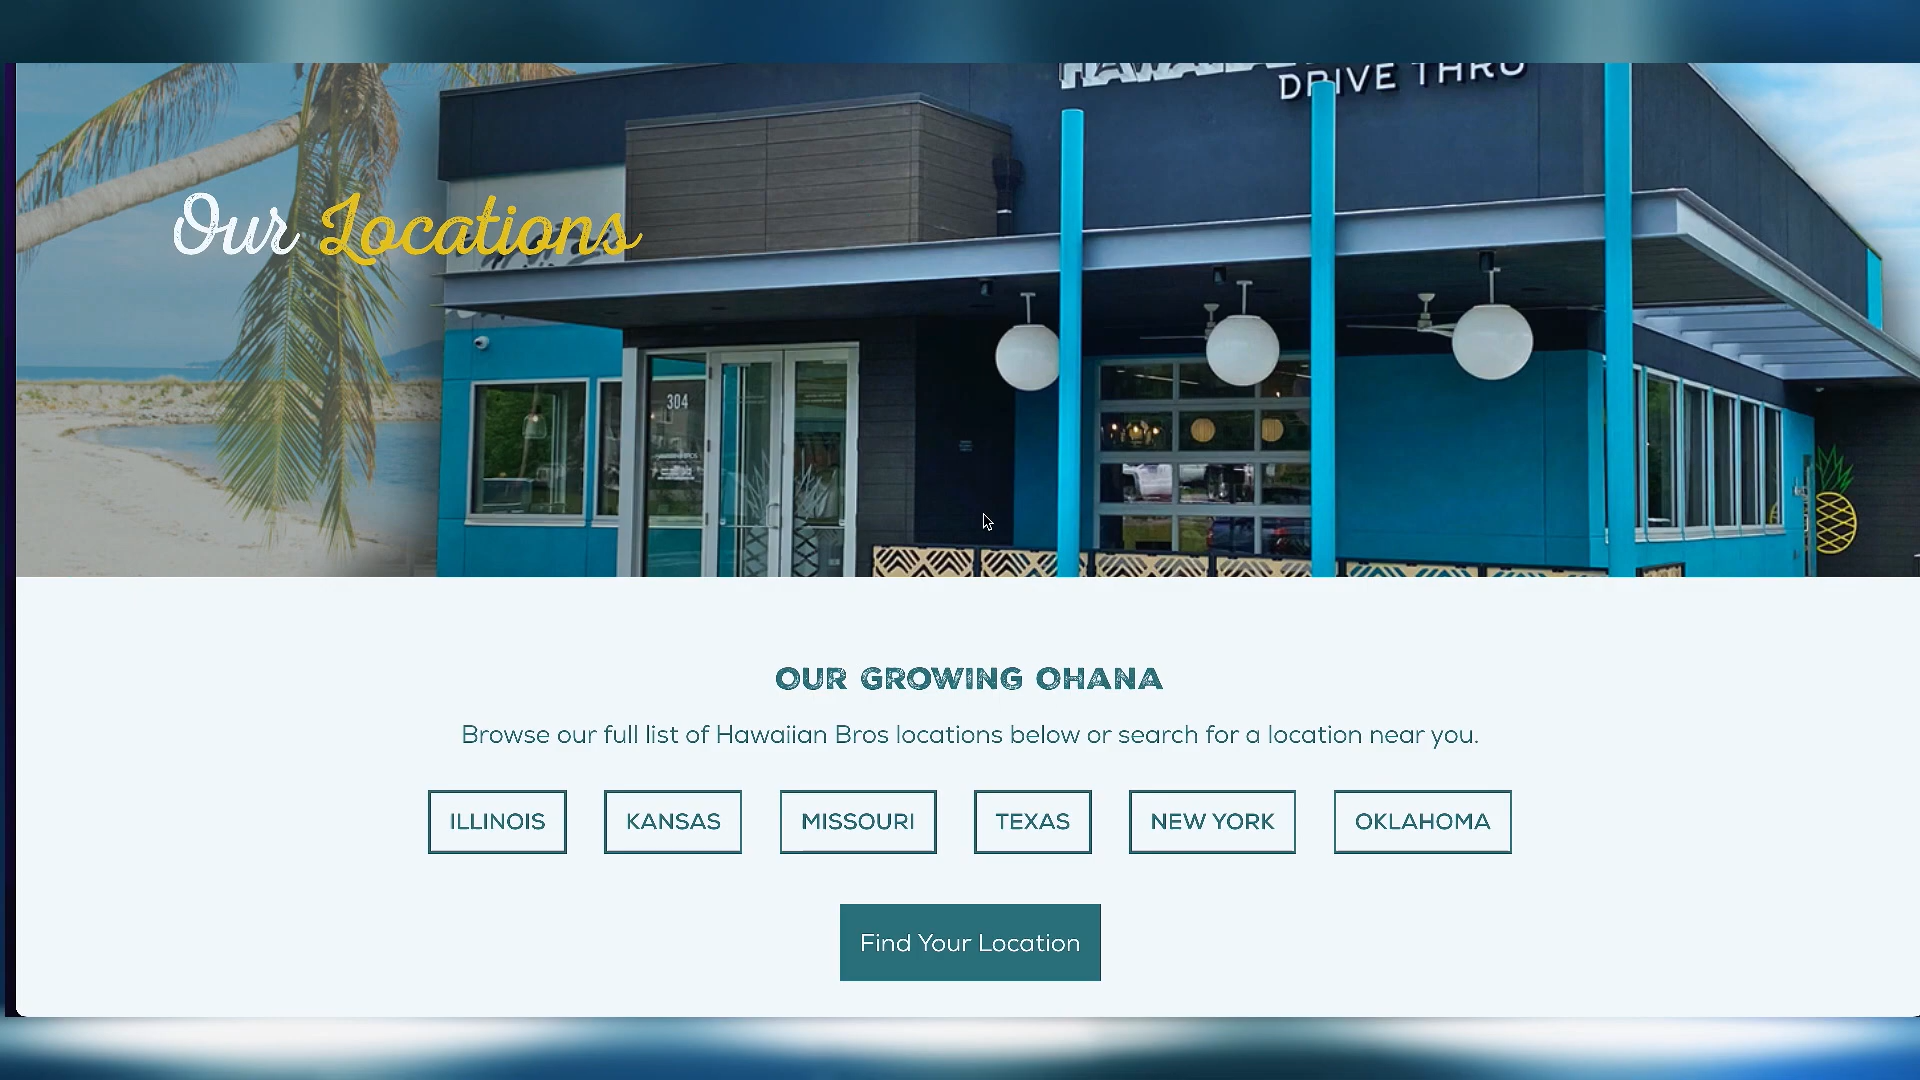 DRIVE THRU
Our Locations
304
OUR GROWING OHANA
Browse our full list of Hawaiian Bros locations below or search for a location near you.
ILLINOIS
KANSAS
MISSOURI
TEXAS
NEW YORK
OKLAHOMA
Find Your Location